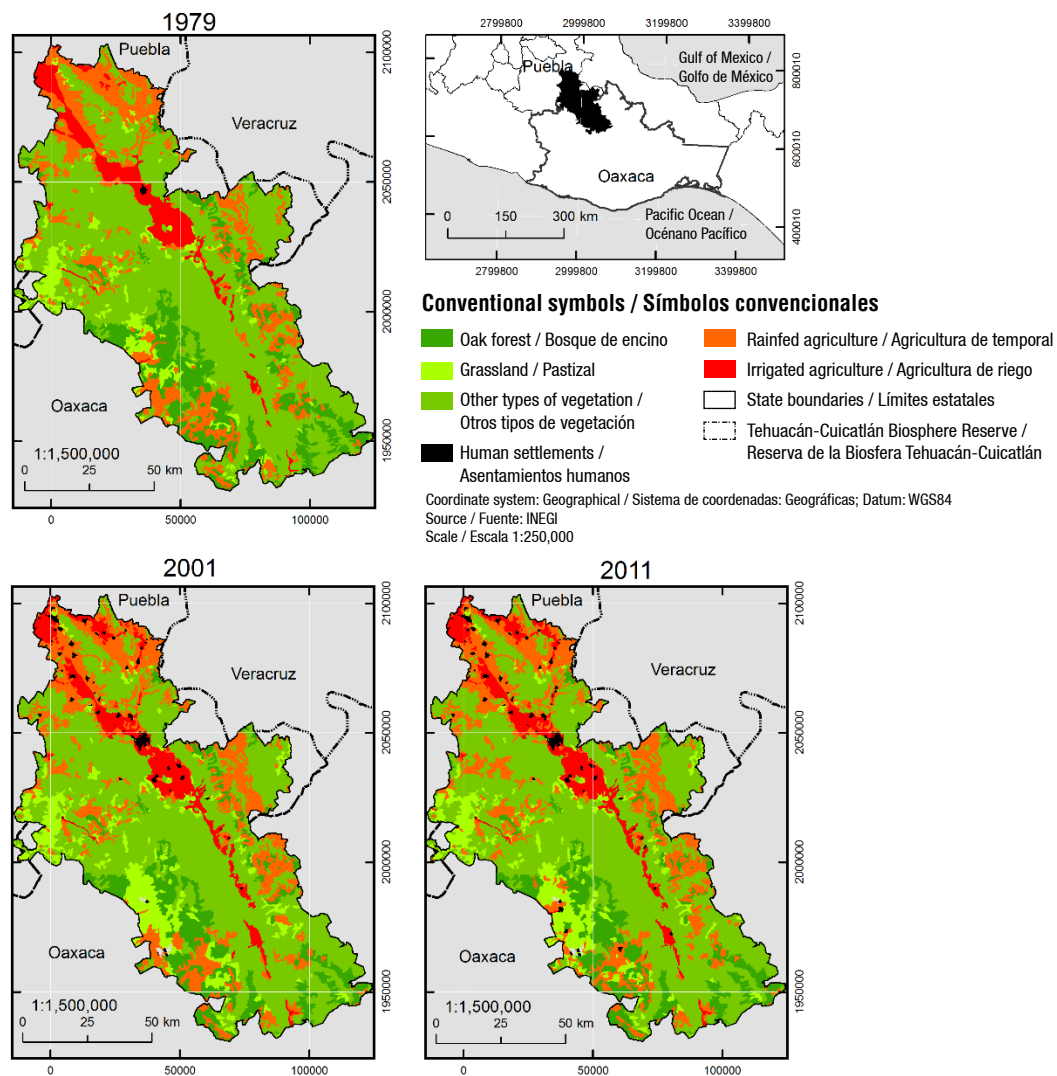 1979
Puebla
Veracruz
Oaxaca
1:1,500,000
0 25 50 km
0 50000 100000
2100000
2050000
2000000
1950000
2799800 2999800 3199800 3399800
Puebla
Gulf of Mexico /
Golfo de México
Oaxaca
0 150 300 km
Pacific Ocean /
Océnano Pacífico
800010
600010
400010
2799800 2999800 3199800 3399800
Conventional symbols / Símbolos convencionales
Oak forest / Bosque de encino
Grassland / Pastizal
Other types of vegetation /
Otros tipos de vegetación
Human settlements /
Asentamientos humanos
Rainfed agriculture / Agricultura de temporal
Irrigated agriculture / Agricultura de riego
State boundaries / Límites estatales
Tehuacán-Cuicatlán Biosphere Reserve /
Reserva de la Biosfera Tehuacán-Cuicatlán
Coordinate system: Geographical / Sistema de coordenadas: Geográficas; Datum: WGS84
Source / Fuente: INEGI
Scale / Escala 1:250,000
2001
Puebla
Veracruz
Oaxaca
1:1,500,000
0 25 50 km
0 50000 100000
2100000
2050000
2000000
1950000
2011
Puebla
Veracruz
Oaxaca
1:1,500,000
0 25 50 km
0 50000 100000
2100000
2050000
2000000
1950000